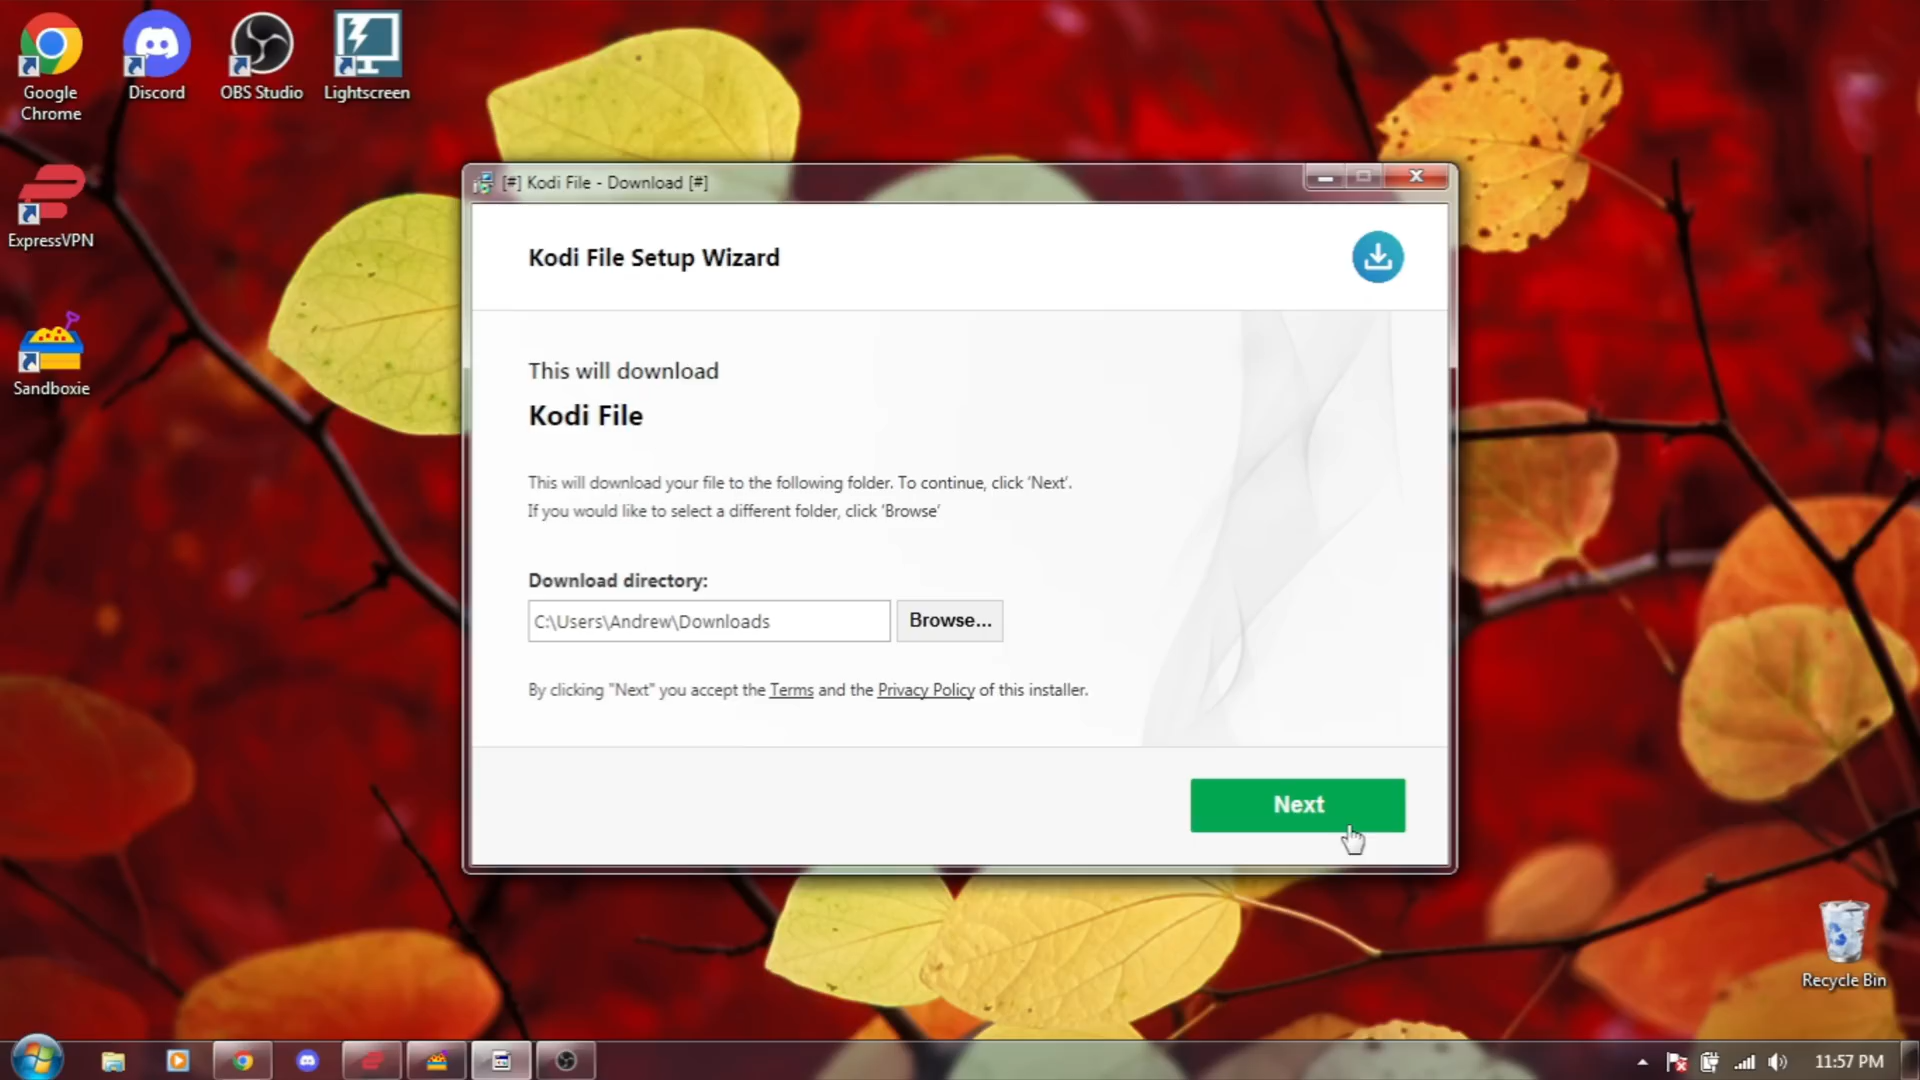 Google
Chrome
Discord
OBS Studio
Lightscreen
ExpressVPN
Sandboxie
[#] Kodi File - Download [#]
Kodi File Setup Wizard
This will download
Kodi File
This will download your file to the following folder. To continue, click ‘Next’.
If you would like to select a different folder, click ‘Browse’
Download directory:
C:\Users\Andrew\Downloads
Browse...
By clicking "Next" you accept the Terms and the Privacy Policy of this installer.
Next
Recycle Bin
11:57 PM